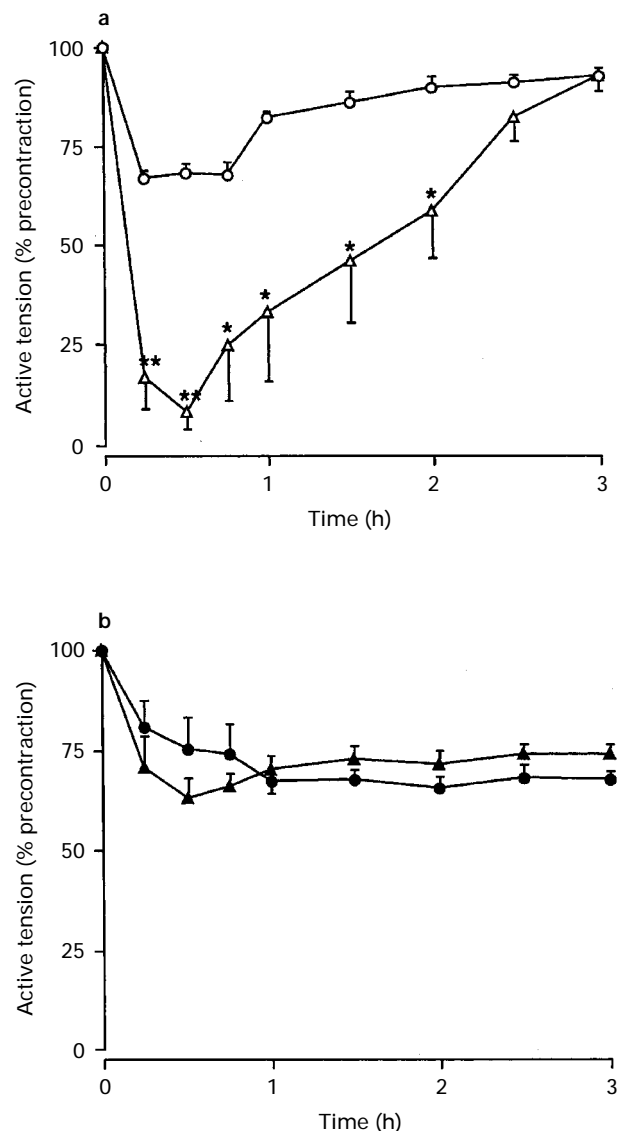 a
Active tension (% precontraction)
100
75
50
25
0
**
**
*
*
*
*
0 1 2 3
Time (h)
b
Active tension (% precontraction)
100
75
50
25
0
0 1 2 3
Time (h)